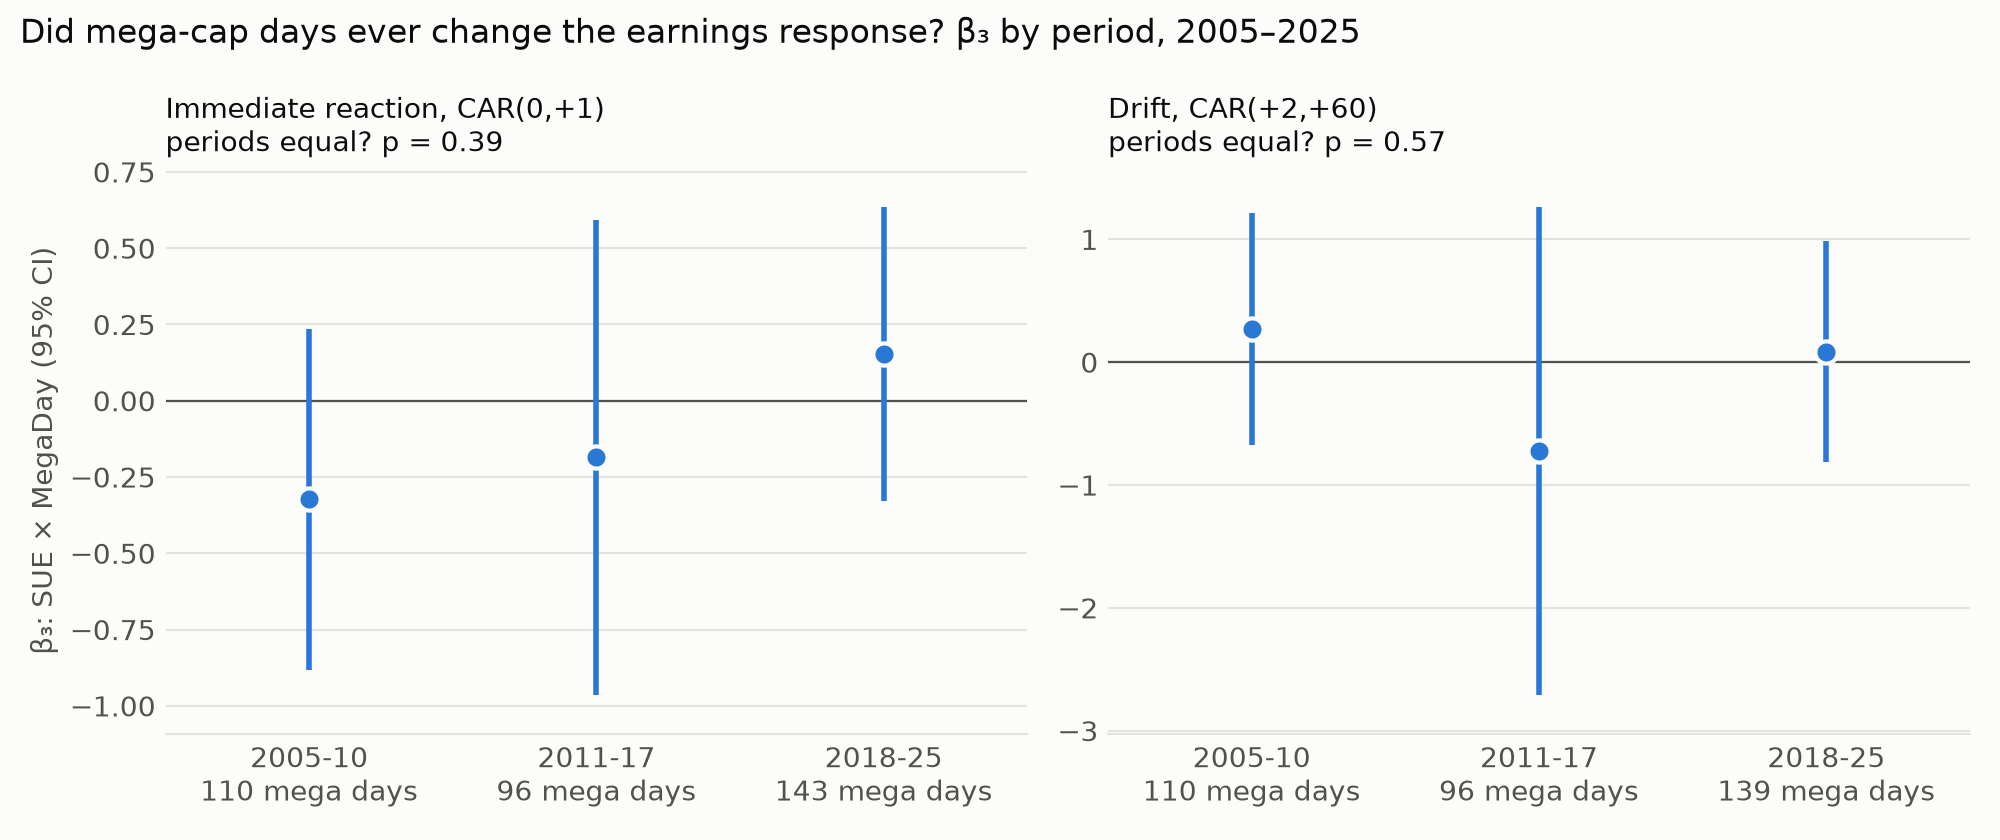 Did mega-cap days ever change the earnings response? β₃ by period, 2005–2025
Immediate reaction, CAR(0,+1)
periods equal? p = 0.39
β₃: SUE × MegaDay (95% CI)
0.75
0.50
0.25
0.00
−0.25
−0.50
−0.75
−1.00
2005-10
110 mega days
2011-17
96 mega days
2018-25
143 mega days
Drift, CAR(+2,+60)
periods equal? p = 0.57
1
0
−1
−2
−3
2005-10
110 mega days
2011-17
96 mega days
2018-25
139 mega days